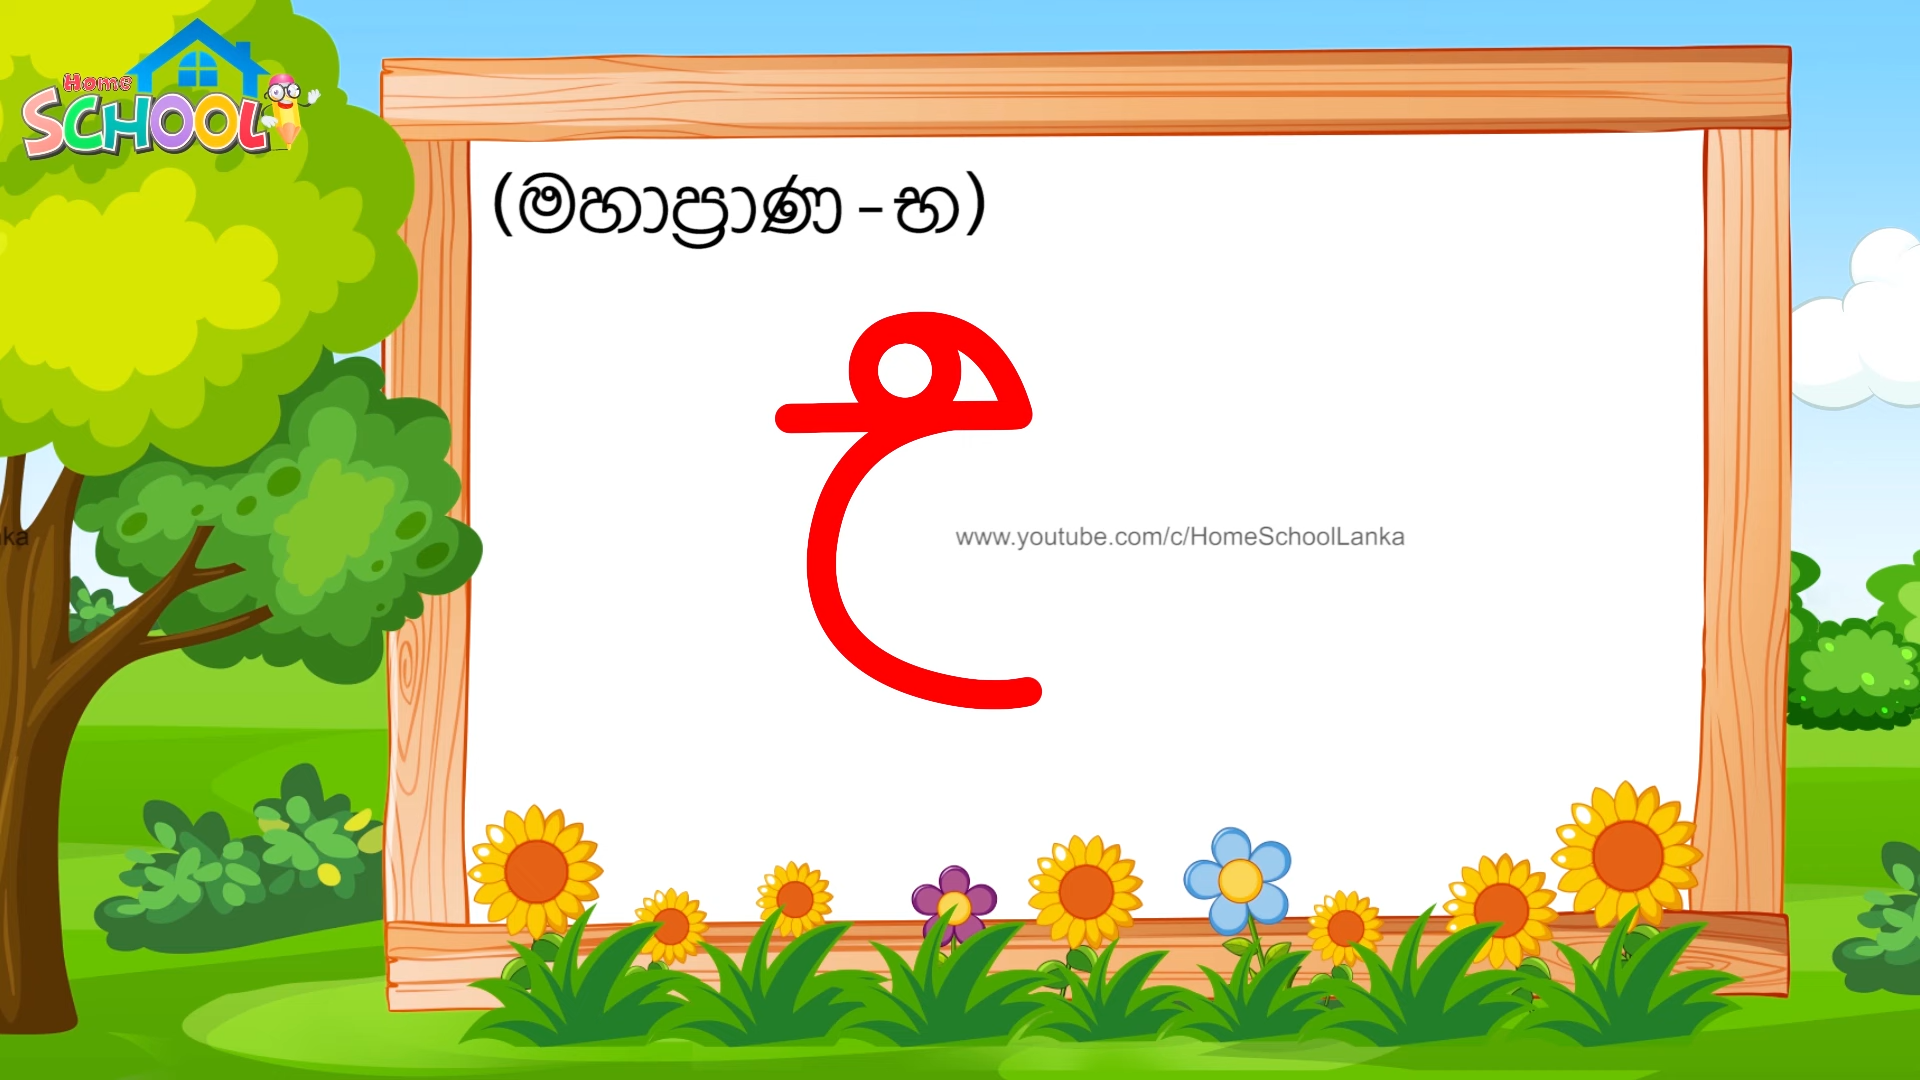 Home
SCHOOL
(මහාප්‍රාණ - භ)
www.youtube.com/c/HomeSchoolLanka